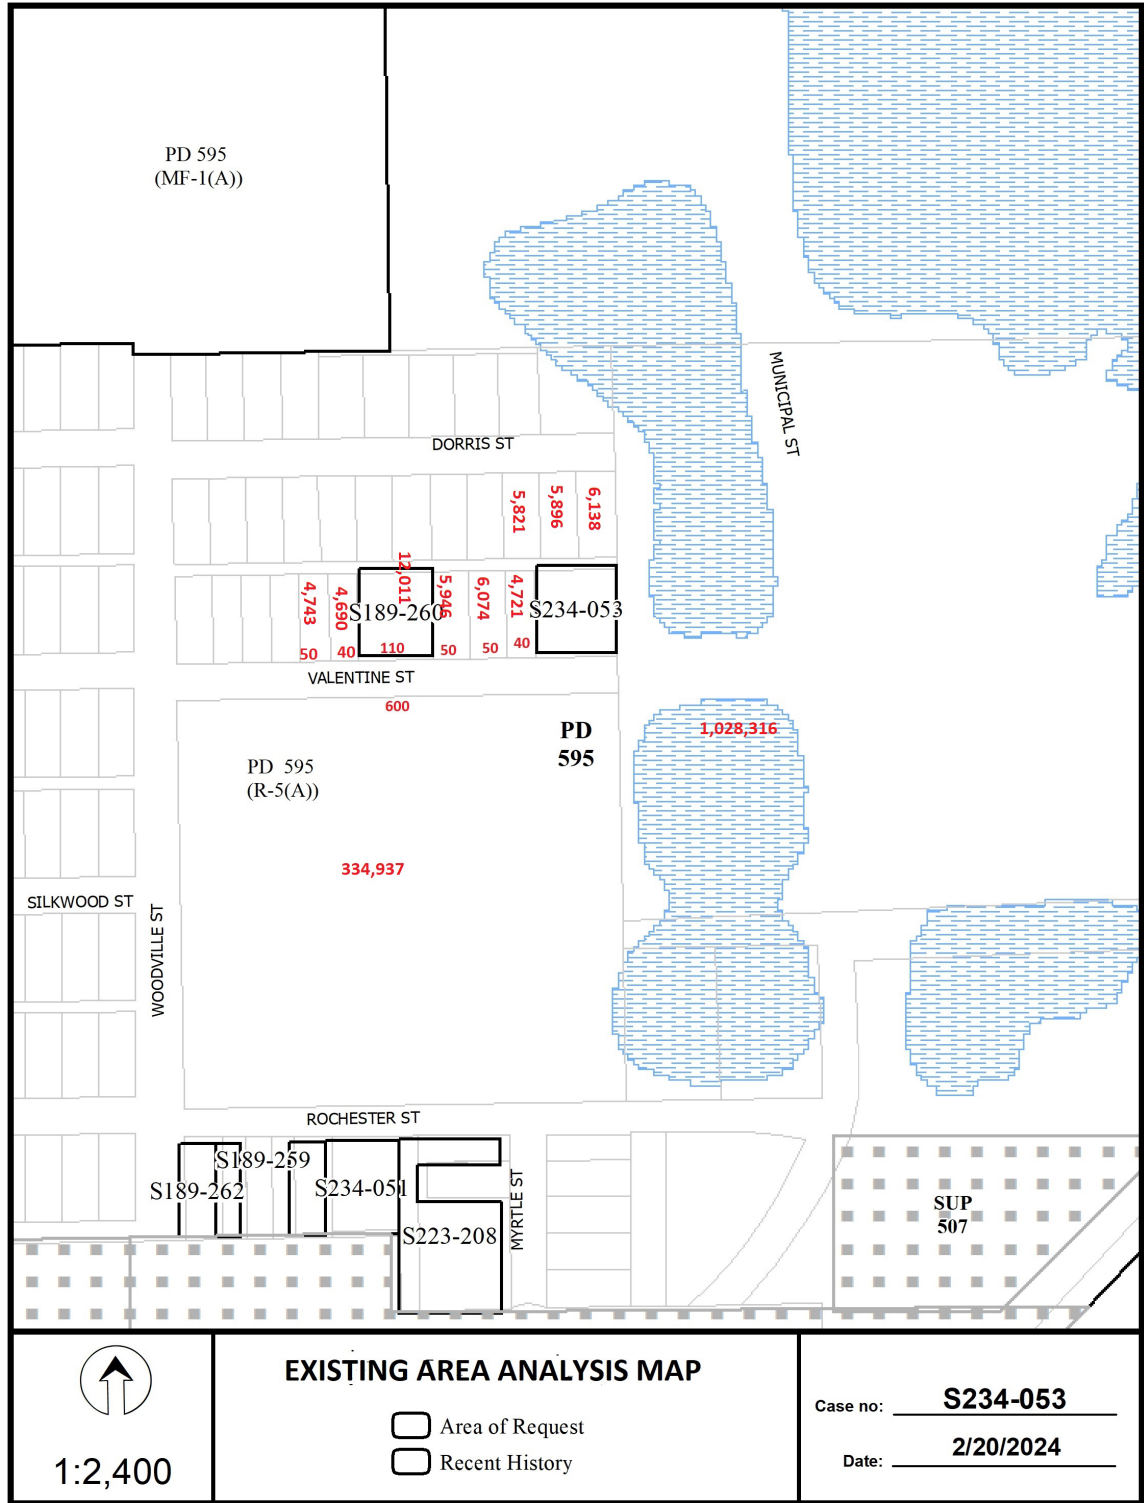 PD 595
(MF-1(A))
MUNICIPAL ST
DORRIS ST
5,821
5,896
6,138
4,743
4,690
12,011
5,946
6,074
4,721
S189-260
S234-053
50
40
110
50
50
40
VALENTINE ST
600
PD
595
1,028,316
PD 595
(R-5(A))
334,937
SILKWOOD ST
WOODVILLE ST
ROCHESTER ST
S189-259
S189-262
S234-051
MYRTLE ST
S223-208
SUP
507
1:2,400
EXISTING AREA ANALYSIS MAP
Area of Request
Recent History
Case no: S234-053
Date: 2/20/2024